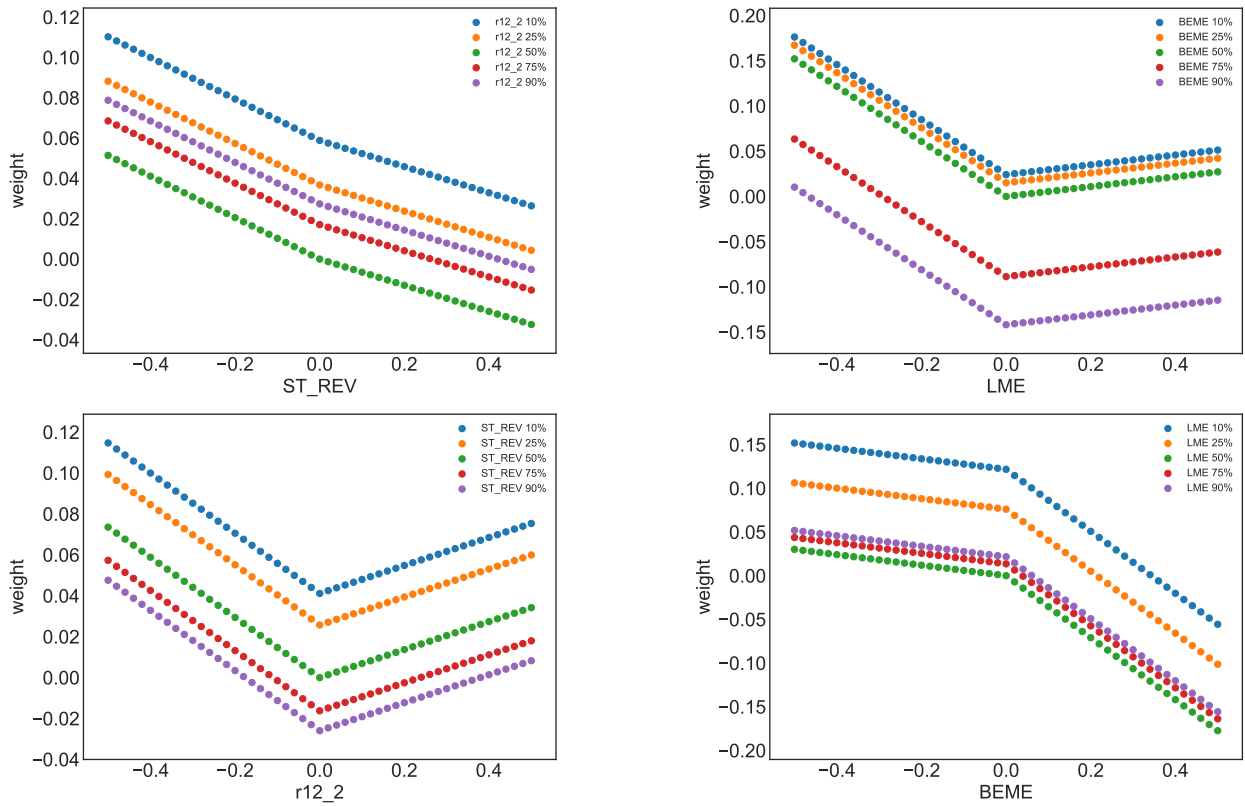 0.12
0.10
0.08
0.06
0.04
0.02
0.00
−0.02
−0.04
weight
r12_2 10%
r12_2 25%
r12_2 50%
r12_2 75%
r12_2 90%
−0.4 −0.2 0.0 0.2 0.4
ST_REV
0.20
0.15
0.10
0.05
0.00
−0.05
−0.10
−0.15
weight
BEME 10%
BEME 25%
BEME 50%
BEME 75%
BEME 90%
−0.4 −0.2 0.0 0.2 0.4
LME
0.12
0.10
0.08
0.06
0.04
0.02
0.00
−0.02
−0.04
weight
ST_REV 10%
ST_REV 25%
ST_REV 50%
ST_REV 75%
ST_REV 90%
−0.4 −0.2 0.0 0.2 0.4
r12_2
0.15
0.10
0.05
0.00
−0.05
−0.10
−0.15
−0.20
weight
LME 10%
LME 25%
LME 50%
LME 75%
LME 90%
−0.4 −0.2 0.0 0.2 0.4
BEME